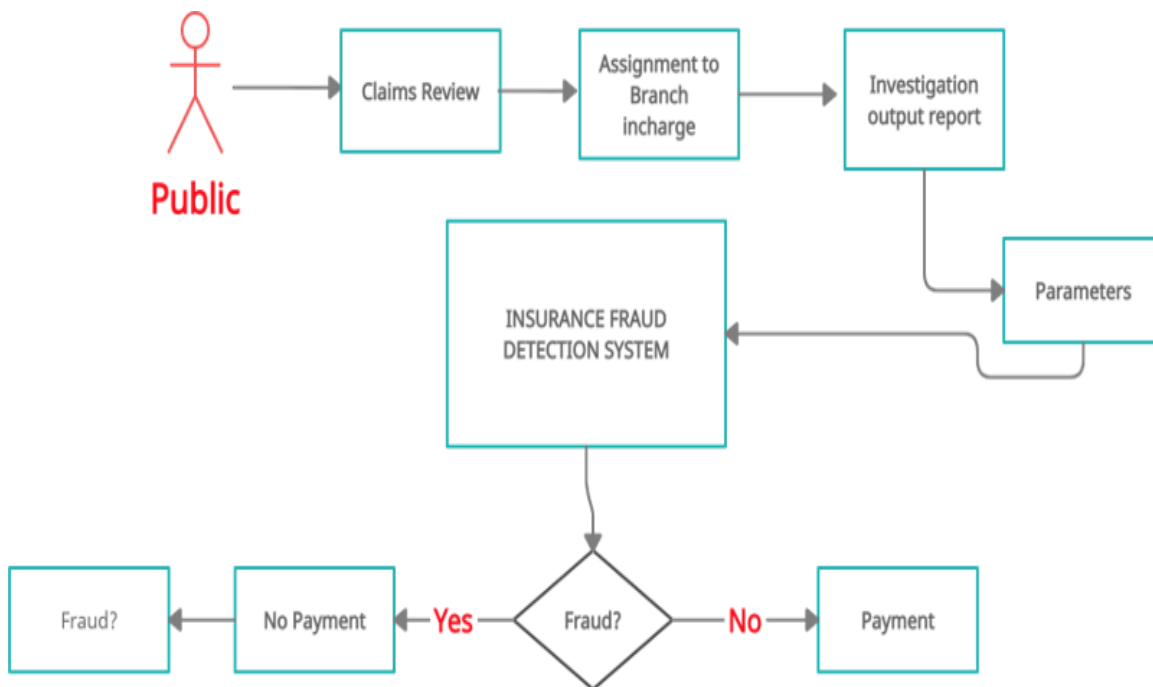 Claims Review
Assignment to
Branch
incharge
Investigation
output report
Public
Parameters
INSURANCE FRAUD
DETECTION SYSTEM
Fraud?
No Payment
Yes
Fraud?
No
Payment